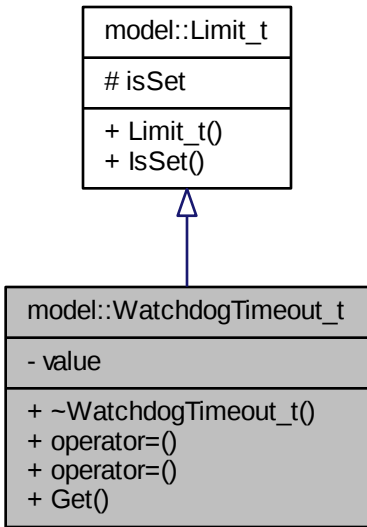 model::Limit_t
# isSet
+ Limit_t()
+ IsSet()
model::WatchdogTimeout_t
- value
+ ~WatchdogTimeout_t()
+ operator=()
+ operator=()
+ Get()